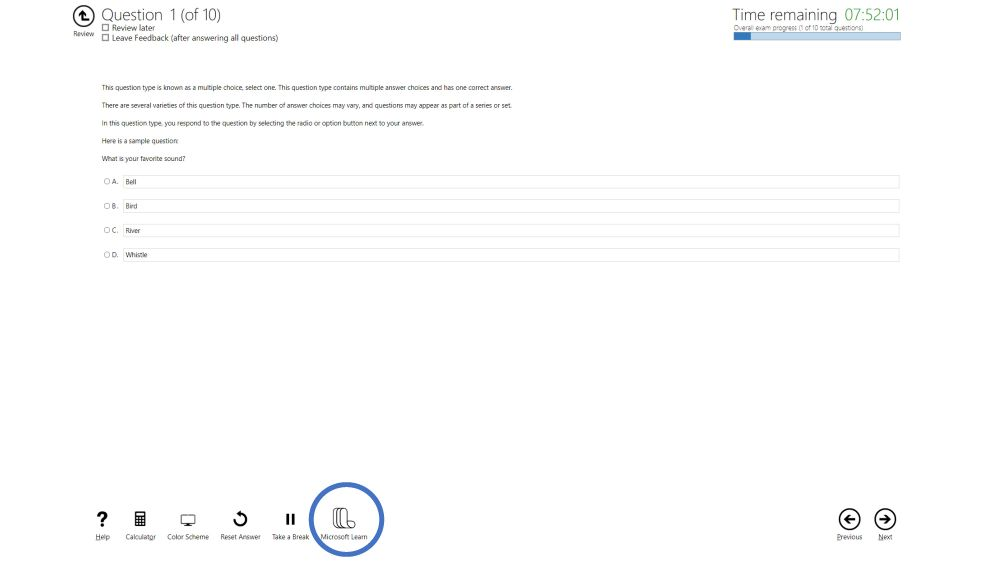 Question 1 (of 10)
Review later
Leave Feedback (after answering all questions)
Review
Time remaining 07:52:01
Overall exam progress (1 of 10 total questions)
This question type is known as a multiple choice, select one. This question type contains multiple answer choices and has one correct answer.
There are several varieties of this question type. The number of answer choices may vary, and questions may appear as part of a series or set.
In this question type, you respond to the question by selecting the radio or option button next to your answer.
Here is a sample question:
What is your favorite sound?
A. Bell
B. Bird
C. River
D. Whistle
Help Calculator Color Scheme Reset Answer Take a Break Microsoft Learn Previous Next